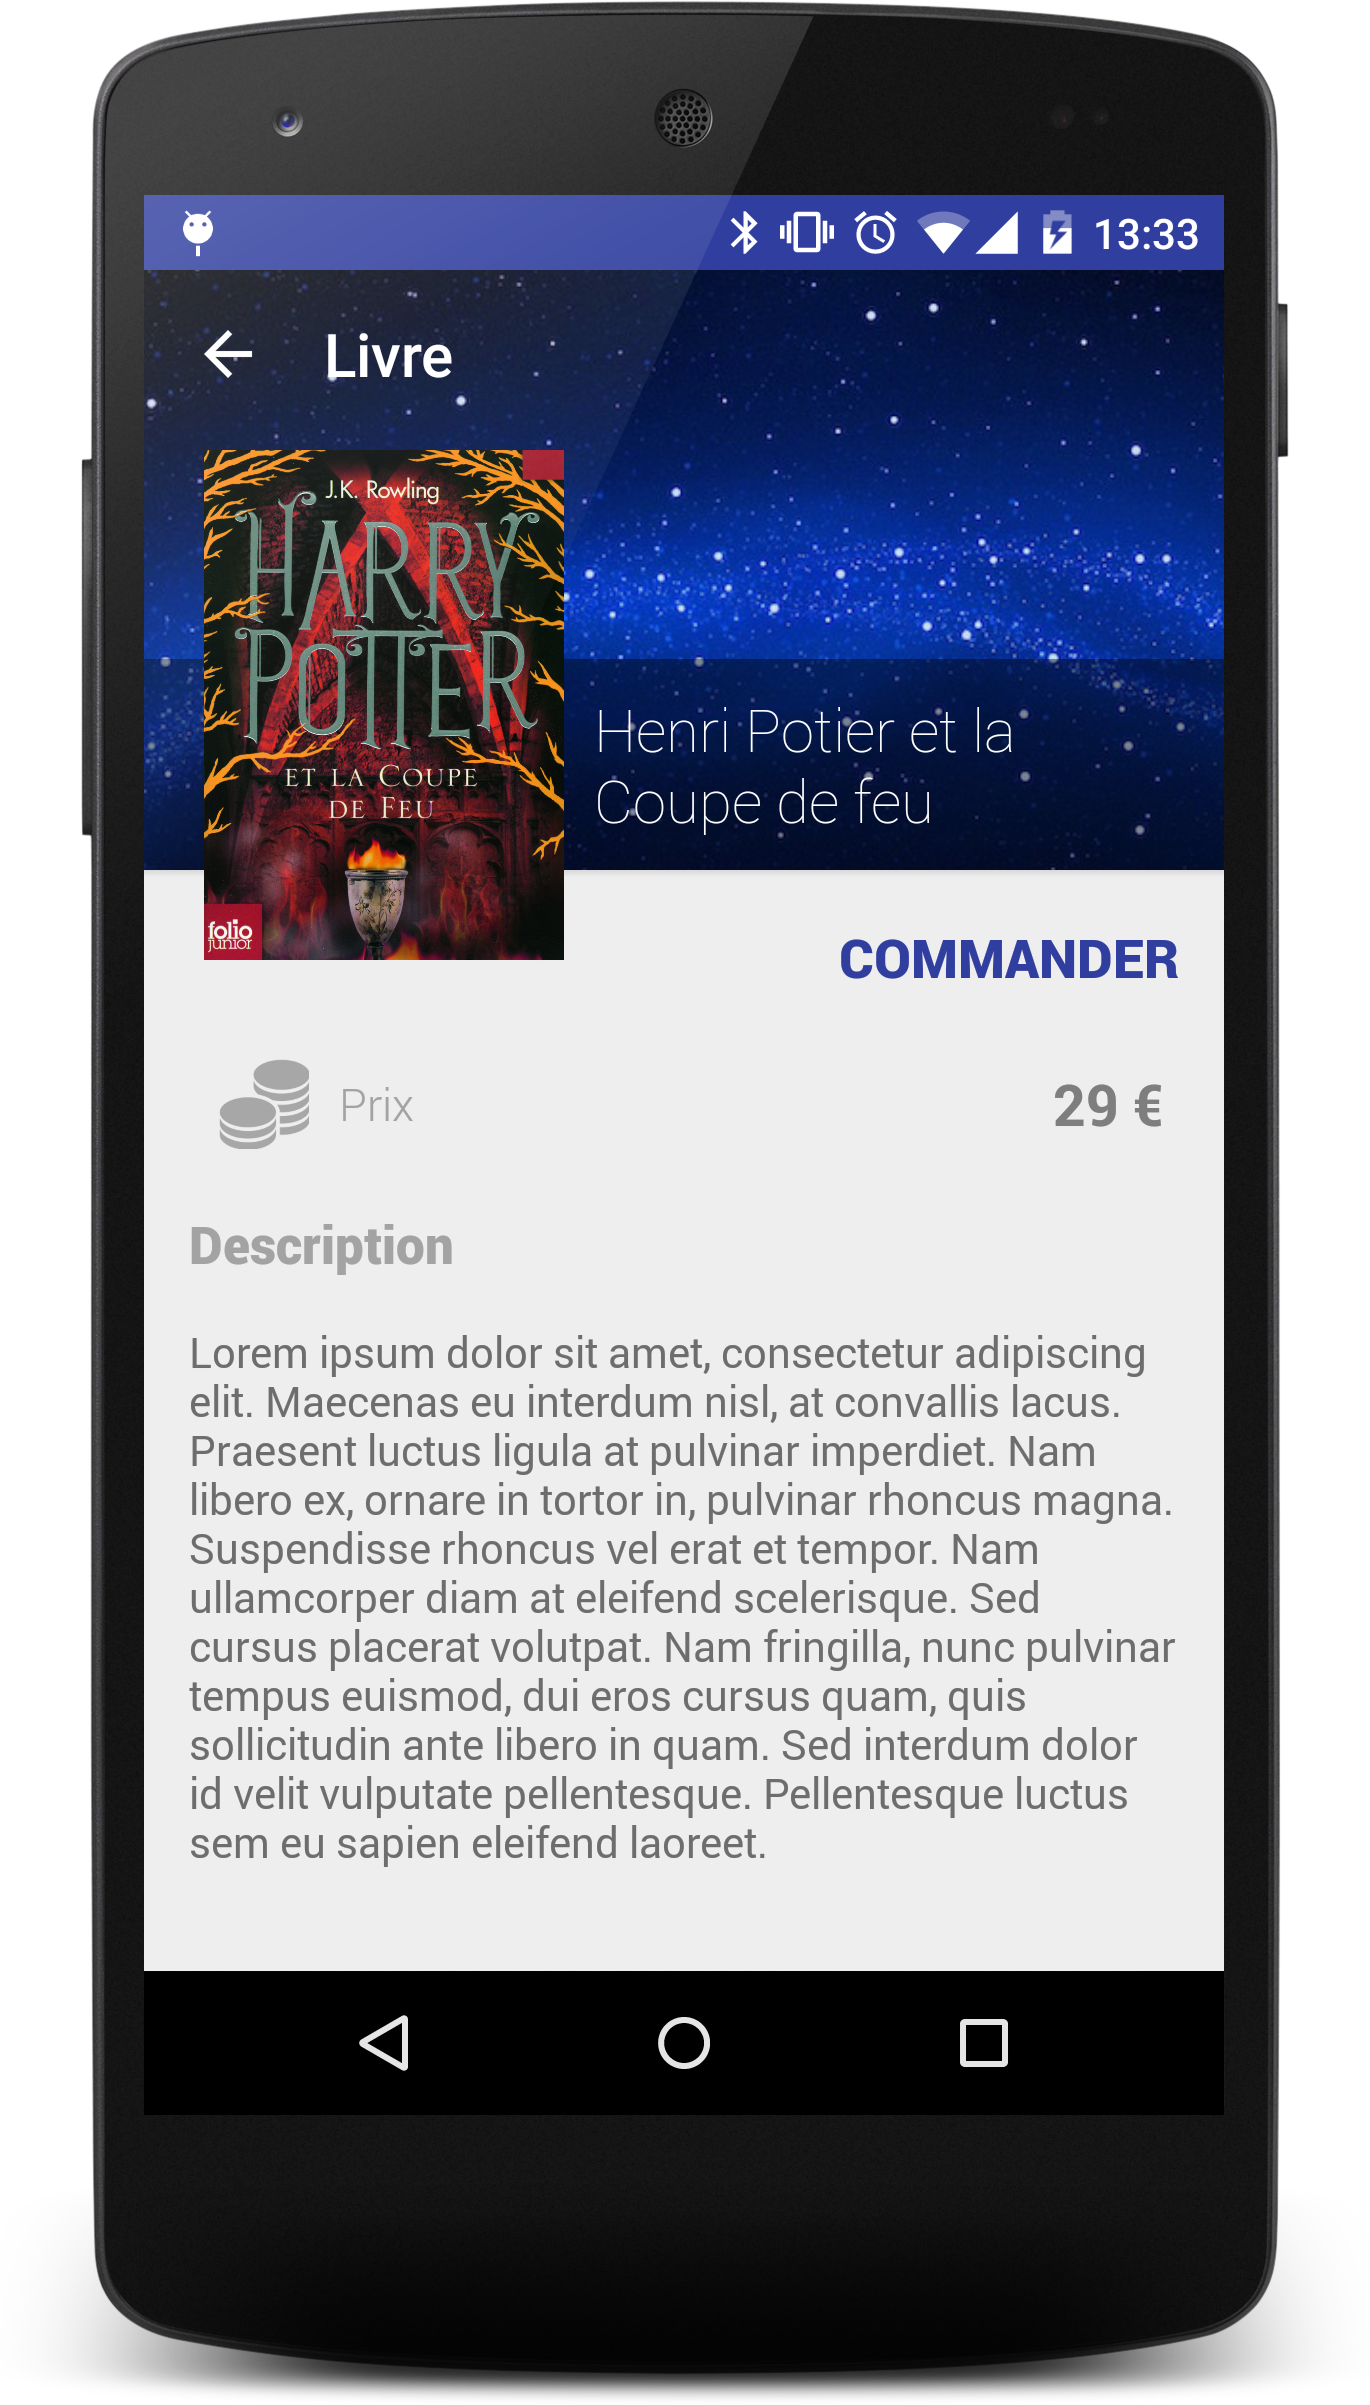 13:33
Livre
J.K. Rowling
HARRY
POTTER
ET LA COUPE
DE FEU
folio
junior
Henri Potier et la
Coupe de feu
COMMANDER
Prix
29 €
Description
Lorem ipsum dolor sit amet, consectetur adipiscing
elit. Maecenas eu interdum nisl, at convallis lacus.
Praesent luctus ligula at pulvinar imperdiet. Nam
libero ex, ornare in tortor in, pulvinar rhoncus magna.
Suspendisse rhoncus vel erat et tempor. Nam
ullamcorper diam at eleifend scelerisque. Sed
cursus placerat volutpat. Nam fringilla, nunc pulvinar
tempus euismod, dui eros cursus quam, quis
sollicitudin ante libero in quam. Sed interdum dolor
id velit vulputate pellentesque. Pellentesque luctus
sem eu sapien eleifend laoreet.